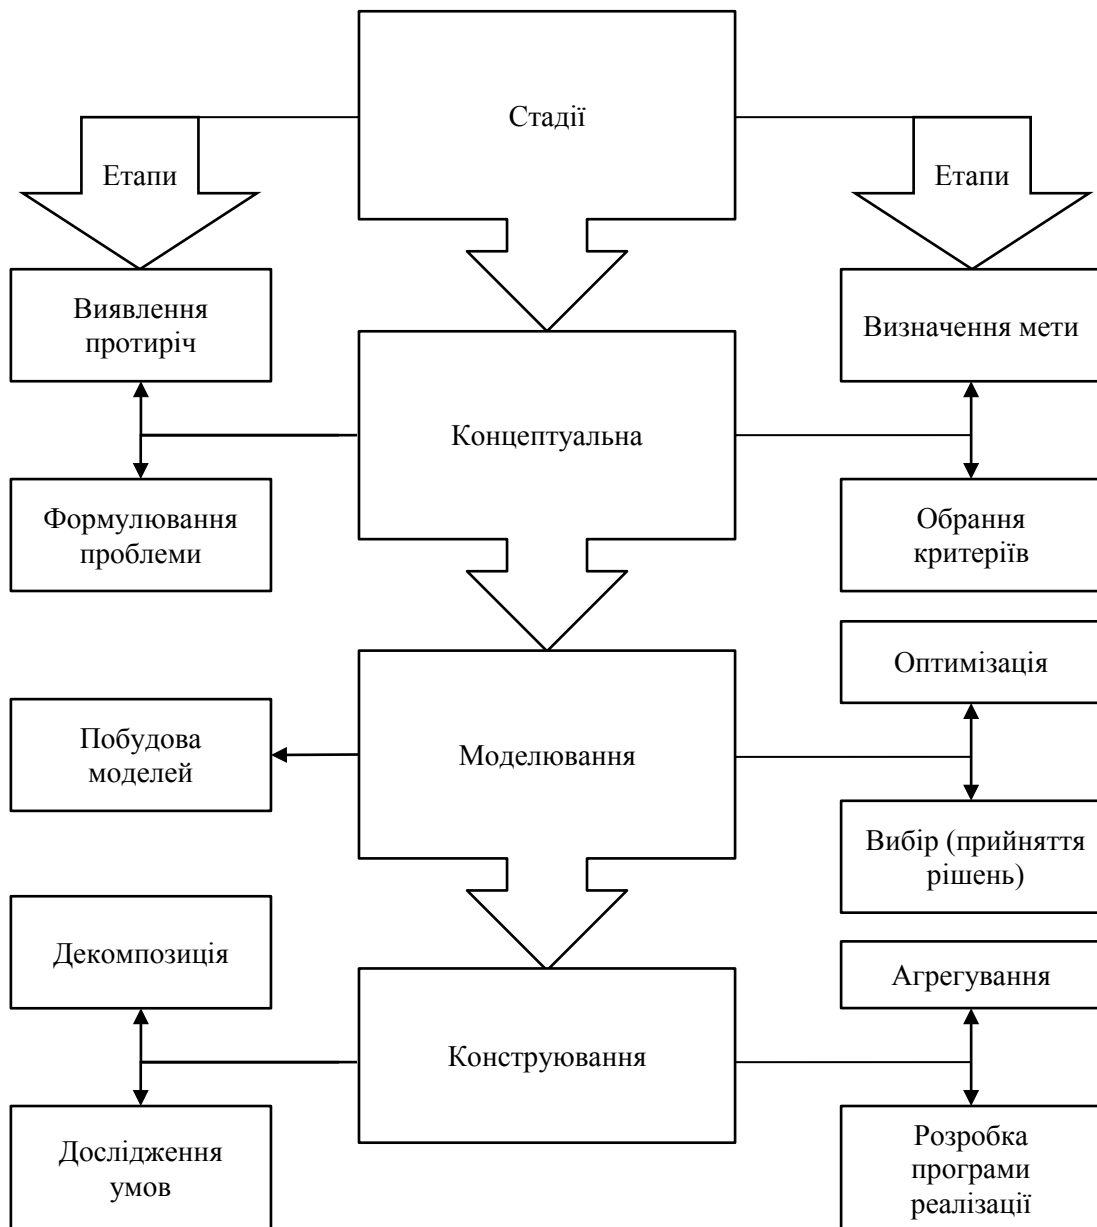 Стадії
Етапи
Етапи
Виявлення
протиріч
Визначення мети
Концептуальна
Формулювання
проблеми
Обрання
критеріїв
Оптимізація
Побудова
моделей
Моделювання
Вибір (прийняття
рішень)
Декомпозиція
Агрегування
Конструювання
Дослідження
умов
Розробка
програми
реалізації